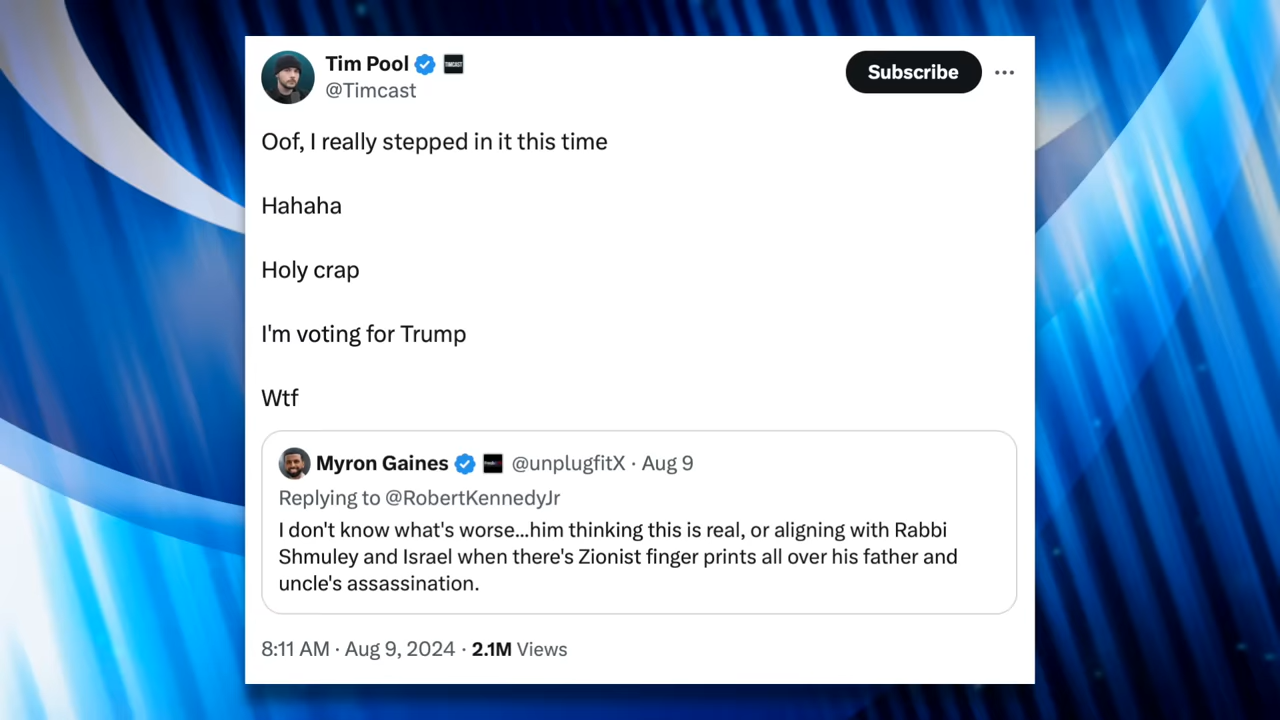 Tim Pool
TIMCAST
@Timcast
Subscribe
Oof, I really stepped in it this time
Hahaha
Holy crap
I'm voting for Trump
Wtf
Myron Gaines @unplugfitX · Aug 9
Replying to @RobertKennedyJr
I don't know what's worse...him thinking this is real, or aligning with Rabbi
Shmuley and Israel when there's Zionist finger prints all over his father and
uncle's assassination.
8:11 AM · Aug 9, 2024 · 2.1M Views